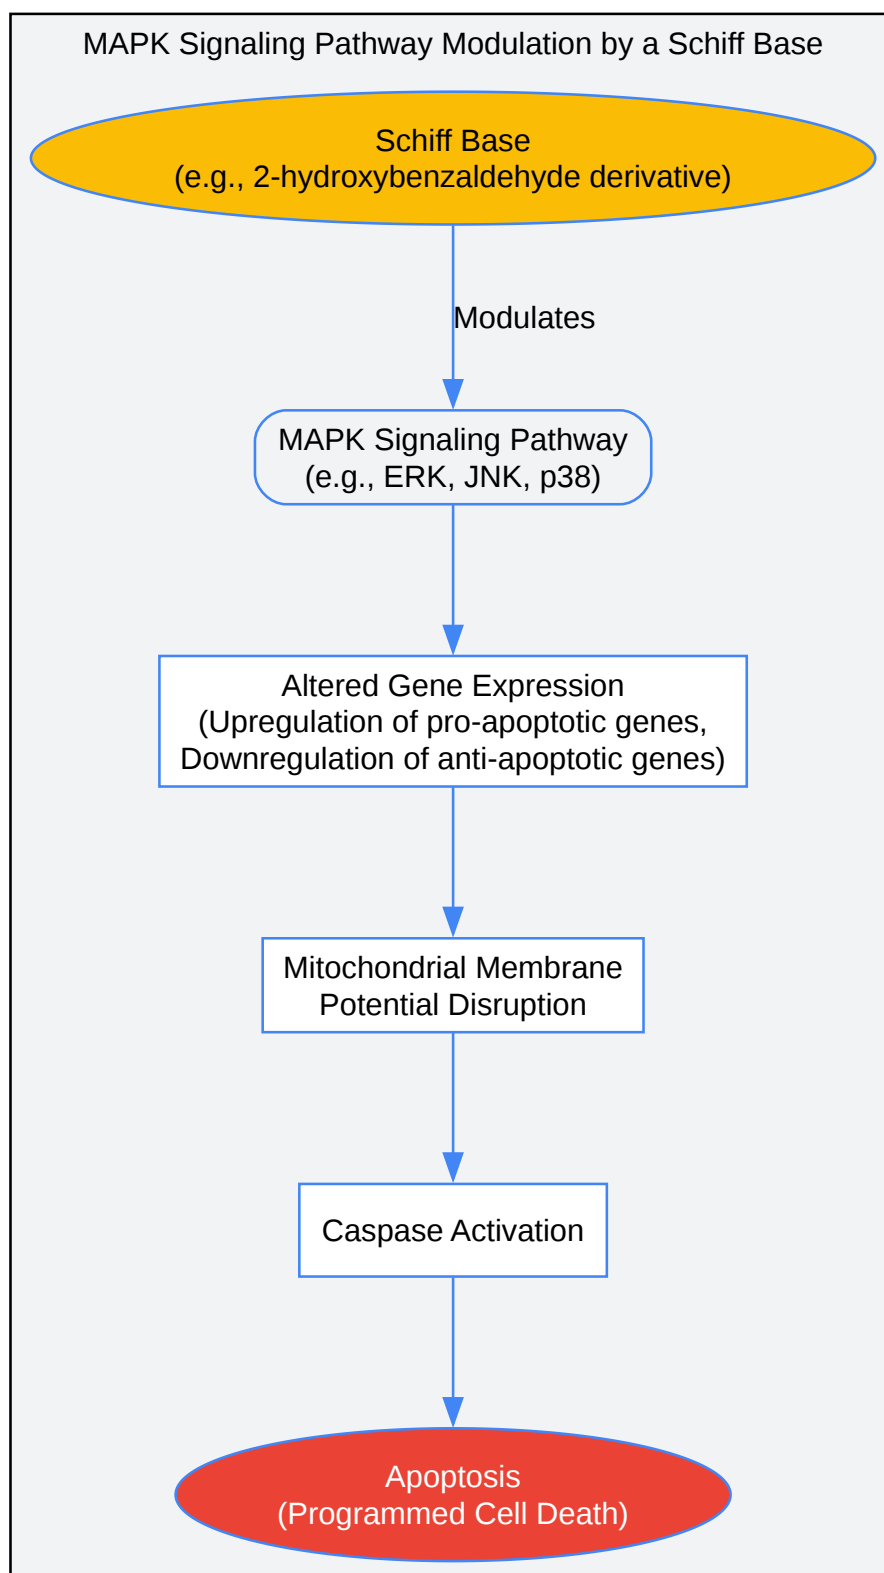 MAPK Signaling Pathway Modulation by a Schiff Base
Schiff Base
(e.g., 2-hydroxybenzaldehyde derivative)
Modulates
MAPK Signaling Pathway
(e.g., ERK, JNK, p38)
Altered Gene Expression
(Upregulation of pro-apoptotic genes,
Downregulation of anti-apoptotic genes)
Mitochondrial Membrane
Potential Disruption
Caspase Activation
Apoptosis
(Programmed Cell Death)